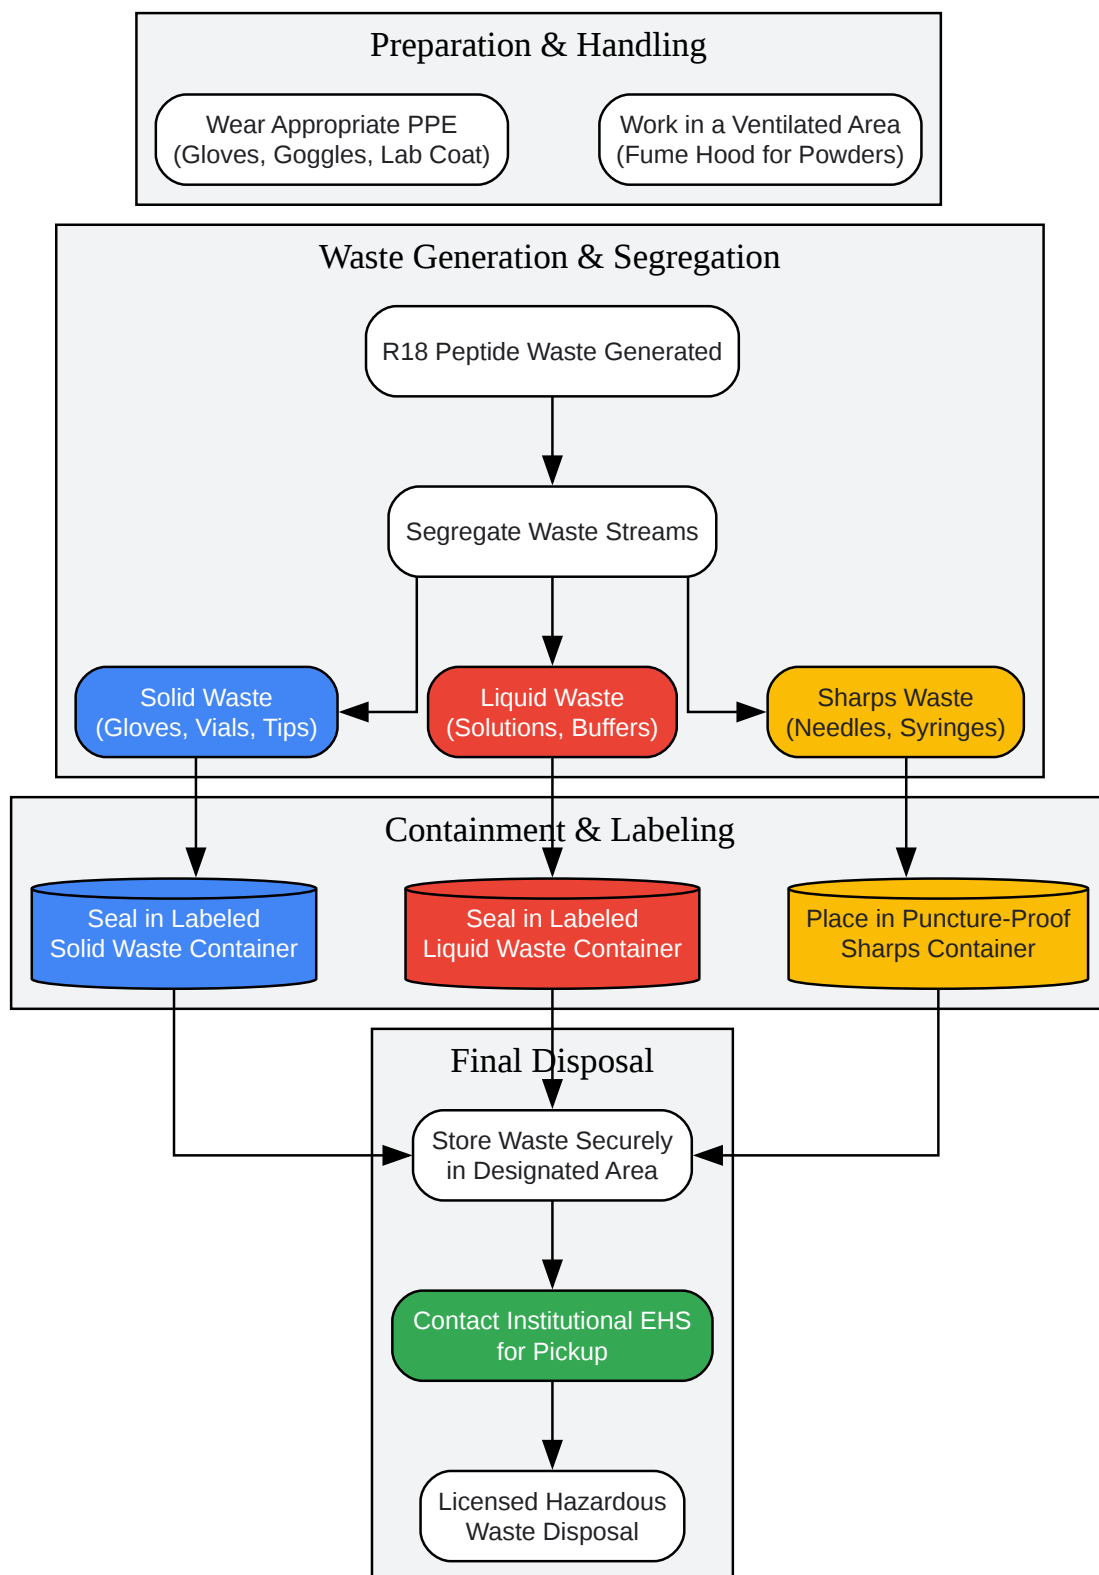 Preparation & Handling
Wear Appropriate PPE
(Gloves, Goggles, Lab Coat)
Work in a Ventilated Area
(Fume Hood for Powders)
Waste Generation & Segregation
R18 Peptide Waste Generated
Segregate Waste Streams
Solid Waste
(Gloves, Vials, Tips)
Liquid Waste
(Solutions, Buffers)
Sharps Waste
(Needles, Syringes)
Containment & Labeling
Seal in Labeled
Solid Waste Container
Seal in Labeled
Liquid Waste Container
Place in Puncture-Proof
Sharps Container
Final Disposal
Store Waste Securely
in Designated Area
Contact Institutional EHS
for Pickup
Licensed Hazardous
Waste Disposal